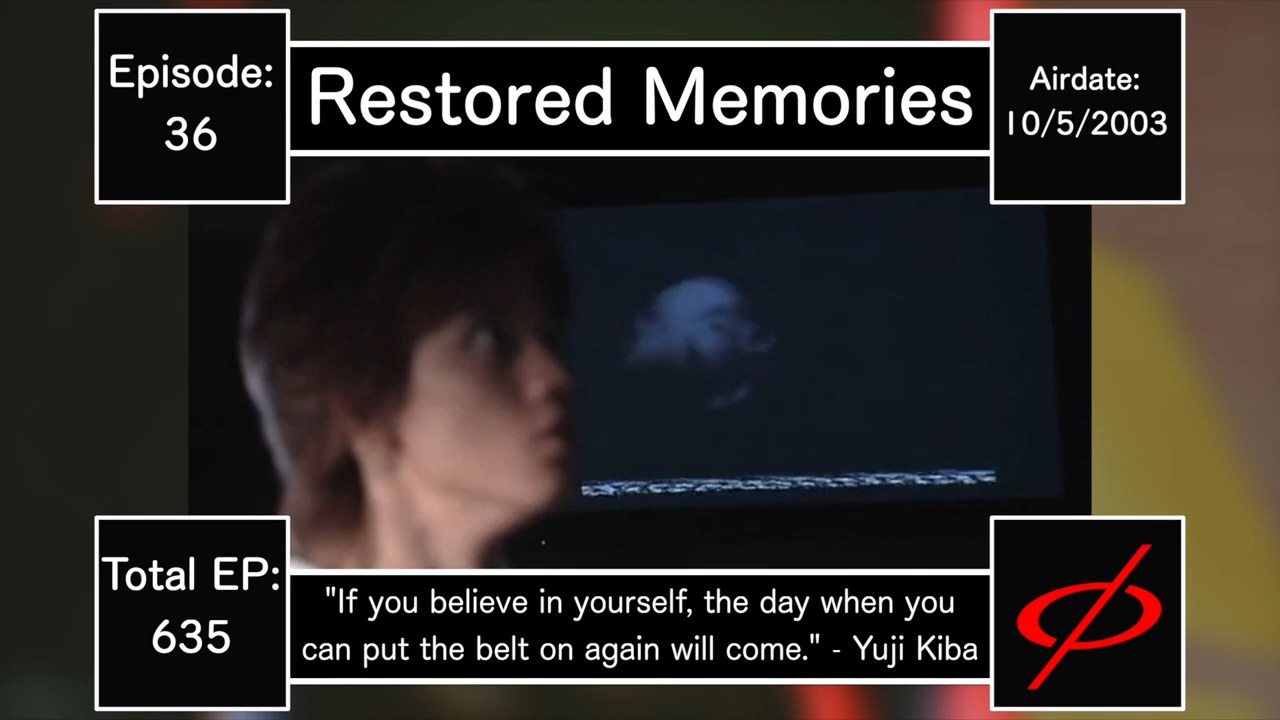 Episode:
36
Restored Memories
Airdate:
10/5/2003
Total EP:
635
"If you believe in yourself, the day when you
can put the belt on again will come." - Yuji Kiba